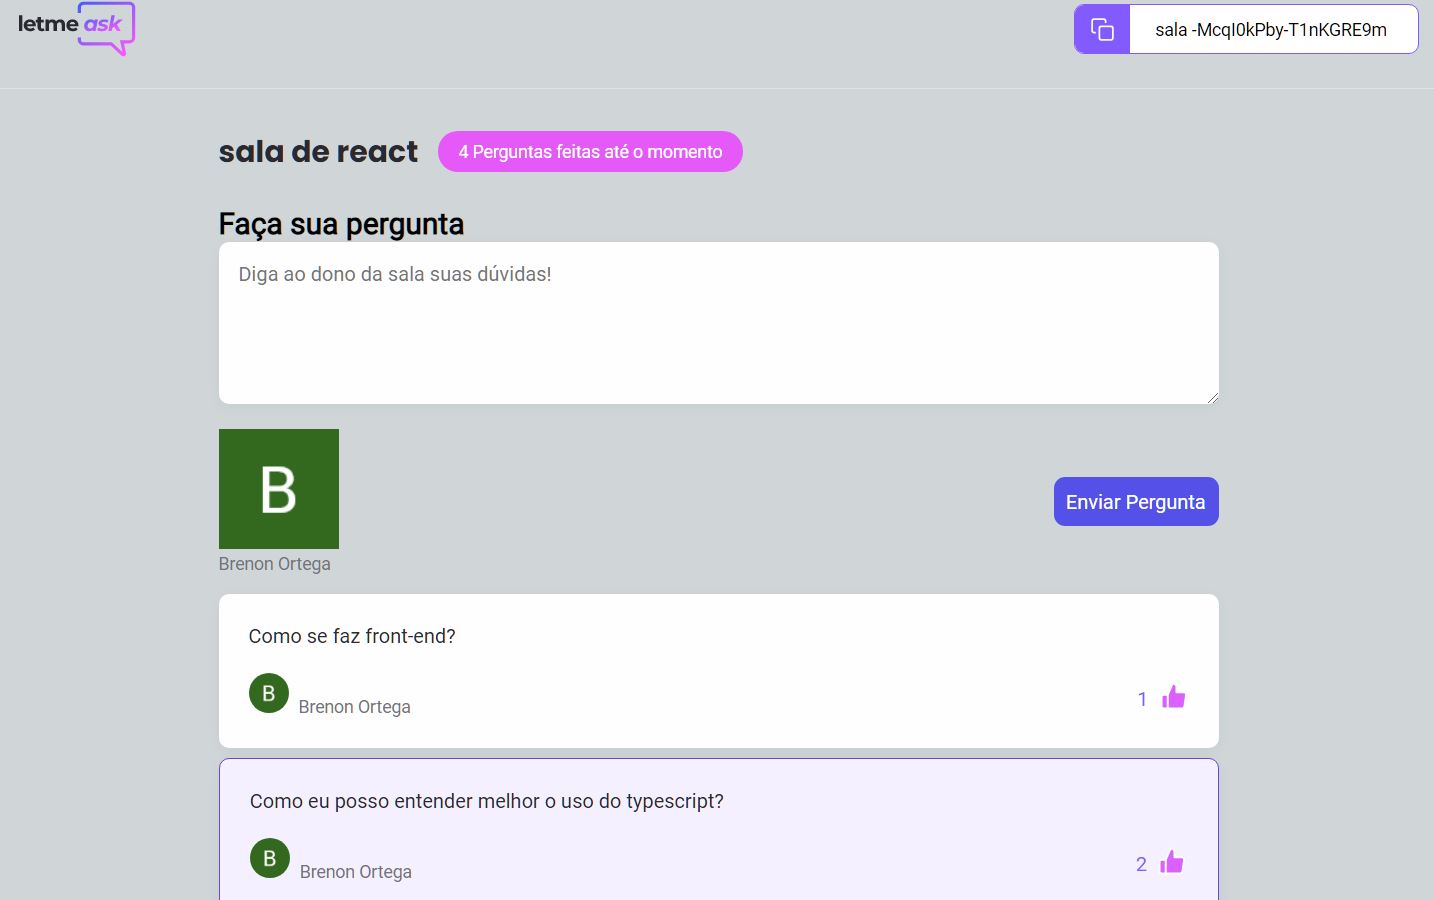 letme ask
sala -McqI0kPby-T1nKGRE9m
sala de react
4 Perguntas feitas até o momento
Faça sua pergunta
Diga ao dono da sala suas dúvidas!
B
Enviar Pergunta
Brenon Ortega
Como se faz front-end?
B
Brenon Ortega
1
Como eu posso entender melhor o uso do typescript?
B
Brenon Ortega
2